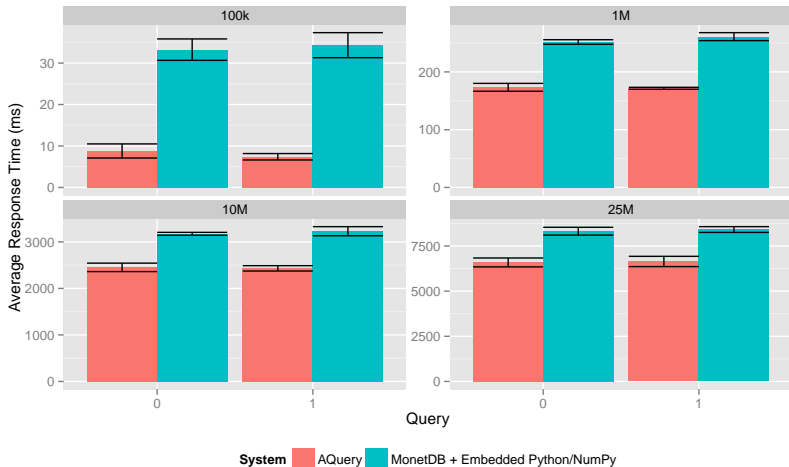 100k
1M
30
20
10
0
200
100
0
10M
25M
3000
2000
1000
0
7500
5000
2500
0
0
1
0
1
Average Response Time (ms)
Query
System AQuery MonetDB + Embedded Python/NumPy